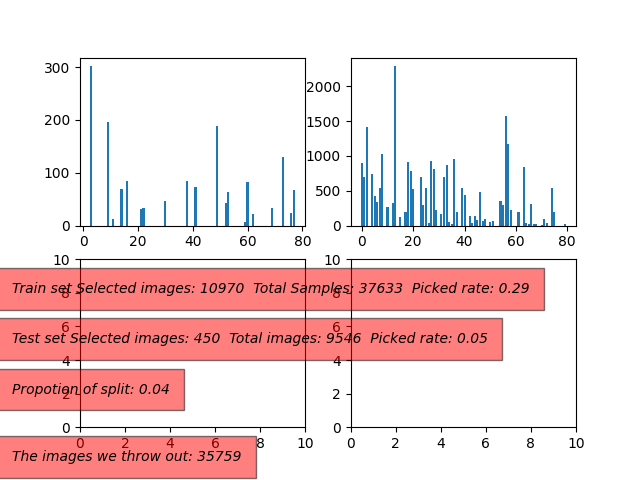 300
200
100
0
0 20 40 60 80
2000
1500
1000
500
0
0 20 40 60 80
10
8
6
4
2
0
0 2 4 6 8 10
10
8
6
4
2
0
0 2 4 6 8 10
Train set Selected images: 10970  Total Samples: 37633  Picked rate: 0.29
Test set Selected images: 450  Total images: 9546  Picked rate: 0.05
Propotion of split: 0.04
The images we throw out: 35759